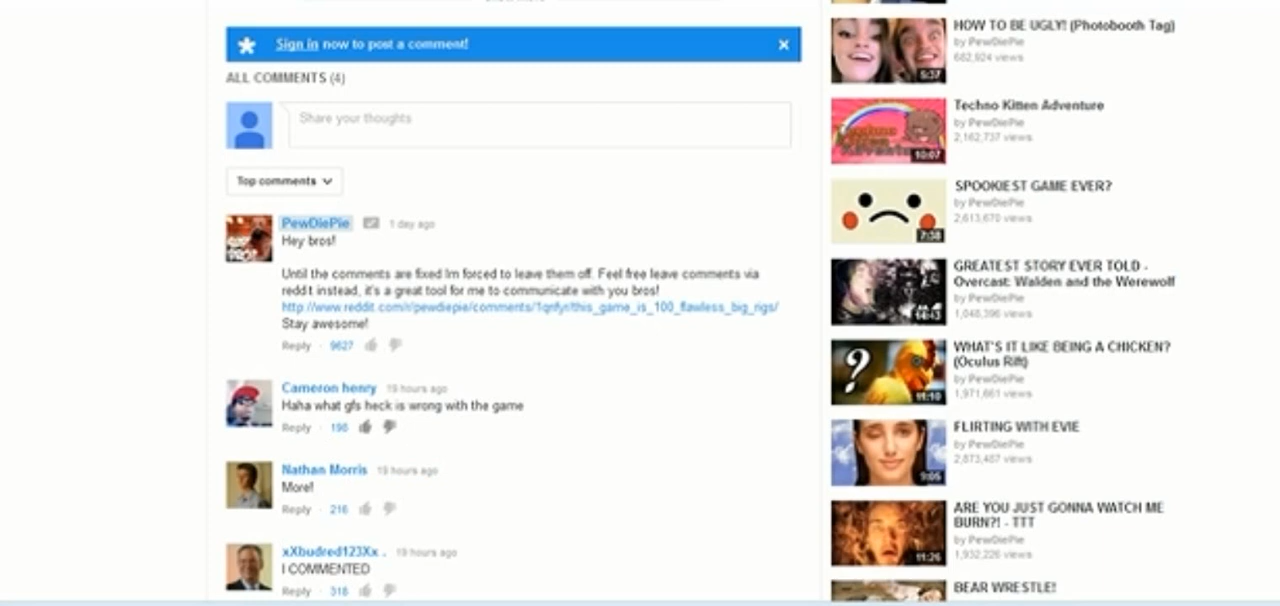 Sign in now to post a comment!
ALL COMMENTS (4)
Share your thoughts
Top comments
PewDiePie 1 day ago
Hey bros!
Until the comments are fixed Im forced to leave them off. Feel free leave comments via
reddit instead, it's a great tool for me to communicate with you bros!
http://www.reddit.com/r/pewdiepie/comments/1qnfyr/this_game_is_100_flawless_big_rigs/
Stay awesome!
Reply · 9627
Cameron henry 19 hours ago
Haha what gfs heck is wrong with the game
Reply · 196
Nathan Morris 19 hours ago
More!
Reply · 216
xXbudred123Xx . 19 hours ago
I COMMENTED
Reply · 316
HOW TO BE UGLY! (Photobooth Tag)
by PewDiePie
662,924 views
5:37
Techno Kitten Adventure
by PewDiePie
2,162,737 views
10:07
SPOOKIEST GAME EVER?
by PewDiePie
2,613,670 views
7:38
GREATEST STORY EVER TOLD -
Overcast: Walden and the Werewolf
by PewDiePie
1,048,396 views
14:43
WHAT'S IT LIKE BEING A CHICKEN?
(Oculus Rift)
by PewDiePie
1,971,661 views
?
11:10
FLIRTING WITH EVIE
by PewDiePie
2,873,487 views
9:05
ARE YOU JUST GONNA WATCH ME
BURN?! - TTT
by PewDiePie
1,932,226 views
11:26
BEAR WRESTLE!